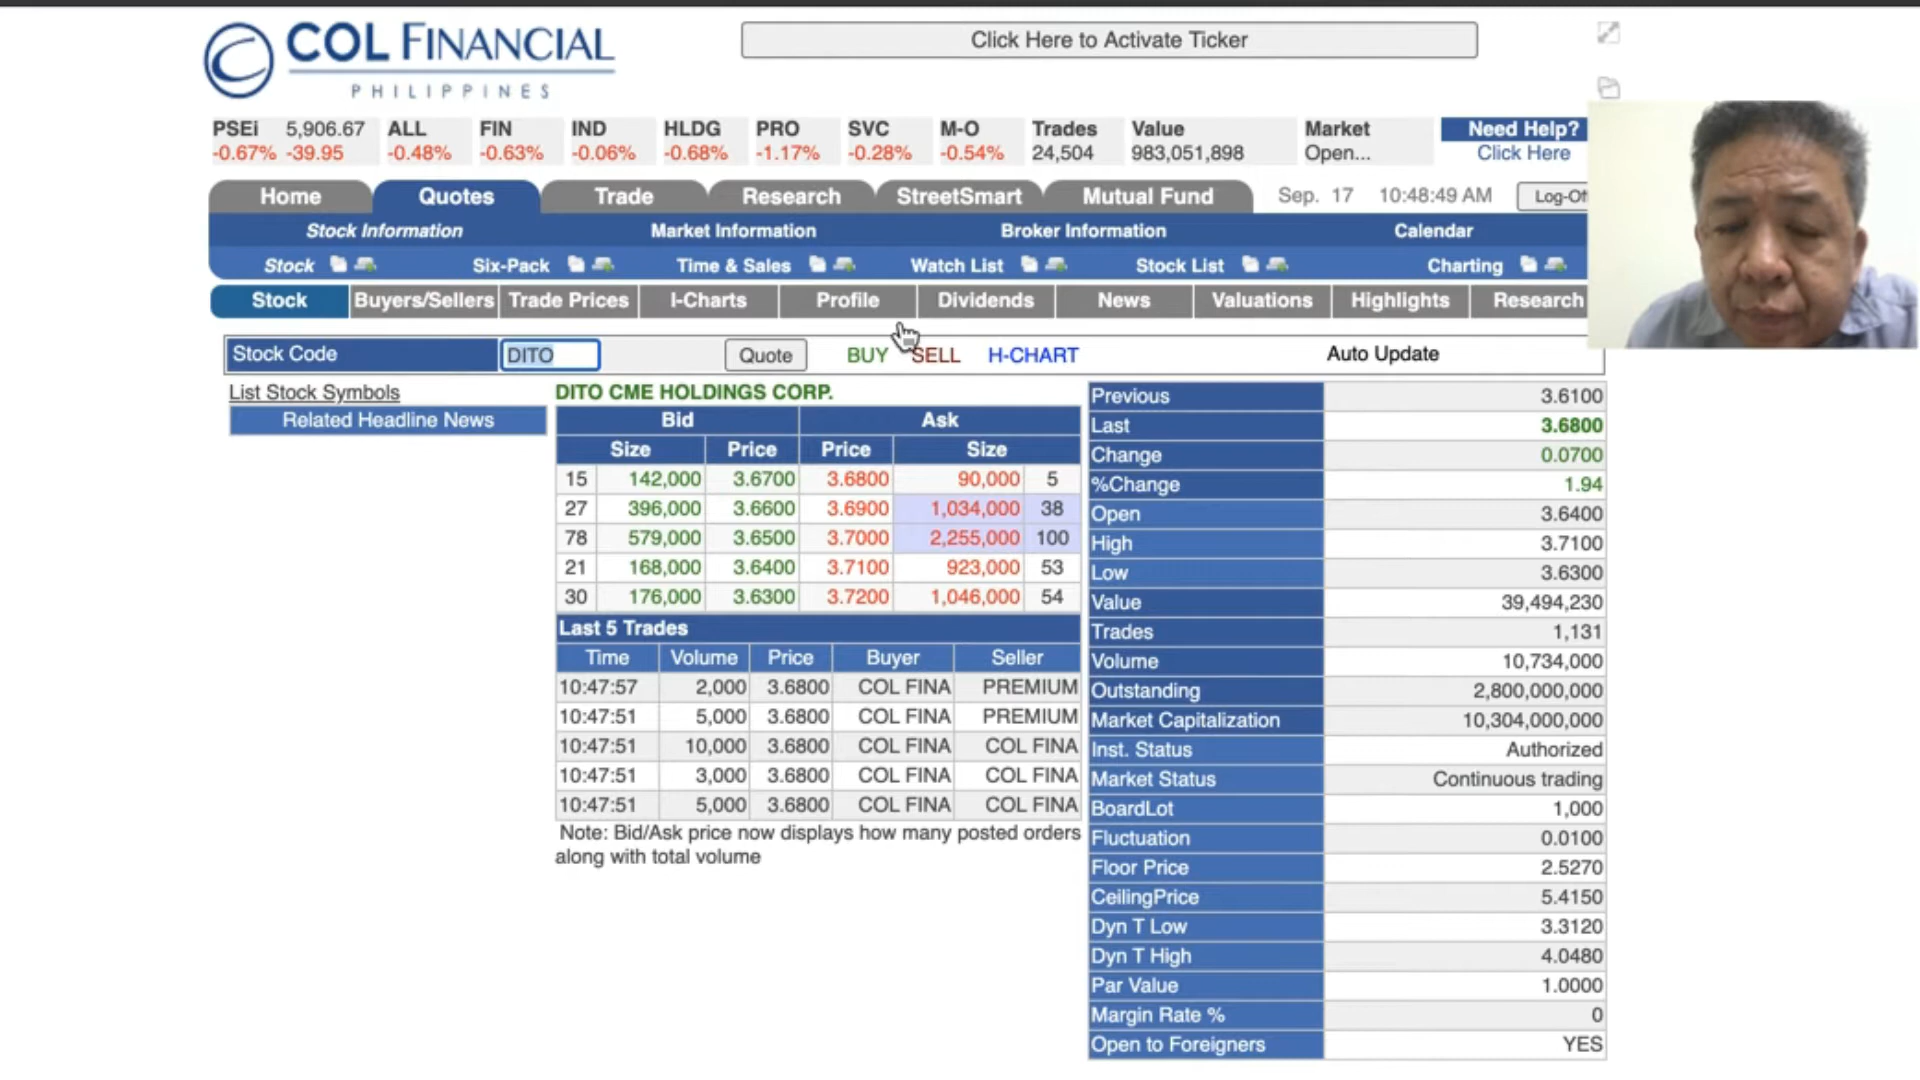 COL FINANCIAL
PHILIPPINES
Click Here to Activate Ticker
PSEi 5,906.67 ALL FIN IND HLDG PRO SVC M-O Trades Value Market Need Help?
-0.67% -39.95 -0.48% -0.63% -0.06% -0.68% -1.17% -0.28% -0.54% 24,504 983,051,898 Open... Click Here
Home Quotes Trade Research StreetSmart Mutual Fund Sep. 17 10:48:49 AM Log-Of
Stock Information Market Information Broker Information Calendar
Stock Six-Pack Time & Sales Watch List Stock List Charting
Stock Buyers/Sellers Trade Prices I-Charts Profile Dividends News Valuations Highlights Research
Stock Code DITO Quote BUY SELL H-CHART Auto Update
List Stock Symbols
Related Headline News
DITO CME HOLDINGS CORP.
Bid Ask
Size Price Price Size
15 142,000 3.6700 3.6800 90,000 5
27 396,000 3.6600 3.6900 1,034,000 38
78 579,000 3.6500 3.7000 2,255,000 100
21 168,000 3.6400 3.7100 923,000 53
30 176,000 3.6300 3.7200 1,046,000 54
Last 5 Trades
Time Volume Price Buyer Seller
10:47:57 2,000 3.6800 COL FINA PREMIUM
10:47:51 5,000 3.6800 COL FINA PREMIUM
10:47:51 10,000 3.6800 COL FINA COL FINA
10:47:51 3,000 3.6800 COL FINA COL FINA
10:47:51 5,000 3.6800 COL FINA COL FINA
Note: Bid/Ask price now displays how many posted orders
along with total volume
Previous 3.6100
Last 3.6800
Change 0.0700
%Change 1.94
Open 3.6400
High 3.7100
Low 3.6300
Value 39,494,230
Trades 1,131
Volume 10,734,000
Outstanding 2,800,000,000
Market Capitalization 10,304,000,000
Inst. Status Authorized
Market Status Continuous trading
BoardLot 1,000
Fluctuation 0.0100
Floor Price 2.5270
CeilingPrice 5.4150
Dyn T Low 3.3120
Dyn T High 4.0480
Par Value 1.0000
Margin Rate % 0
Open to Foreigners YES